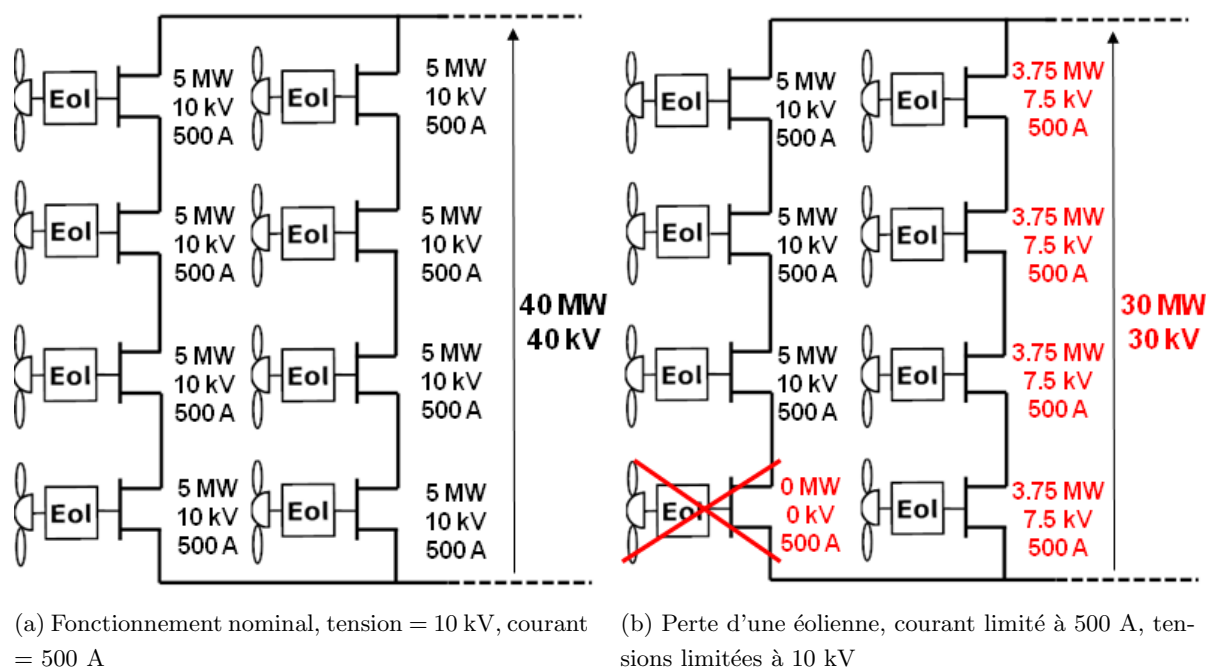 5 MW
10 kV
500 A
Eol
5 MW
10 kV
500 A
Eol
5 MW
10 kV
500 A
Eol
5 MW
10 kV
500 A
Eol
5 MW
10 kV
500 A
Eol
5 MW
10 kV
500 A
Eol
5 MW
10 kV
500 A
Eol
5 MW
10 kV
500 A
Eol
40 MW
40 kV
(a) Fonctionnement nominal, tension = 10 kV, courant
= 500 A
5 MW
10 kV
500 A
Eol
5 MW
10 kV
500 A
Eol
5 MW
10 kV
500 A
Eol
0 MW
0 kV
500 A
Eol
3.75 MW
7.5 kV
500 A
Eol
3.75 MW
7.5 kV
500 A
Eol
3.75 MW
7.5 kV
500 A
Eol
3.75 MW
7.5 kV
500 A
Eol
30 MW
30 kV
(b) Perte d'une éolienne, courant limité à 500 A, ten-
sions limitées à 10 kV